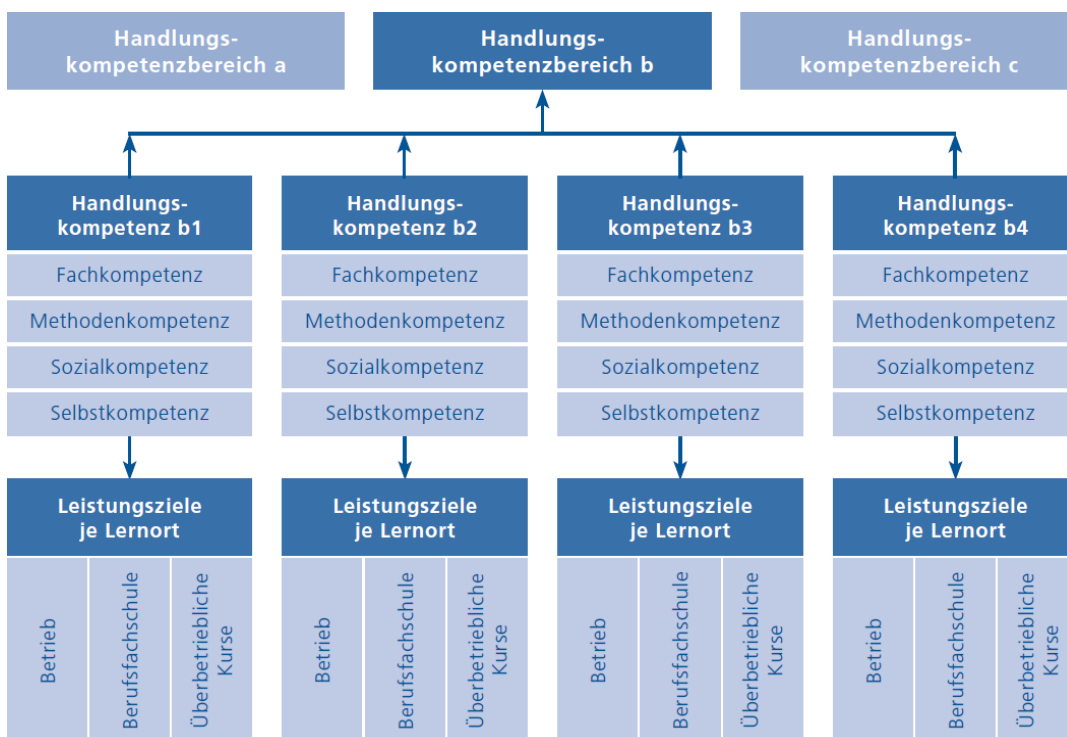 Handlungs-
kompetenzbereich a
Handlungs-
kompetenzbereich b
Handlungs-
kompetenzbereich c
Handlungs-
kompetenz b1
Fachkompetenz
Methodenkompetenz
Sozialkompetenz
Selbstkompetenz
Leistungsziele
je Lernort
Betrieb
Berufsfachschule
Überbetriebliche
Kurse
Handlungs-
kompetenz b2
Fachkompetenz
Methodenkompetenz
Sozialkompetenz
Selbstkompetenz
Leistungsziele
je Lernort
Betrieb
Berufsfachschule
Überbetriebliche
Kurse
Handlungs-
kompetenz b3
Fachkompetenz
Methodenkompetenz
Sozialkompetenz
Selbstkompetenz
Leistungsziele
je Lernort
Betrieb
Berufsfachschule
Überbetriebliche
Kurse
Handlungs-
kompetenz b4
Fachkompetenz
Methodenkompetenz
Sozialkompetenz
Selbstkompetenz
Leistungsziele
je Lernort
Betrieb
Berufsfachschule
Überbetriebliche
Kurse